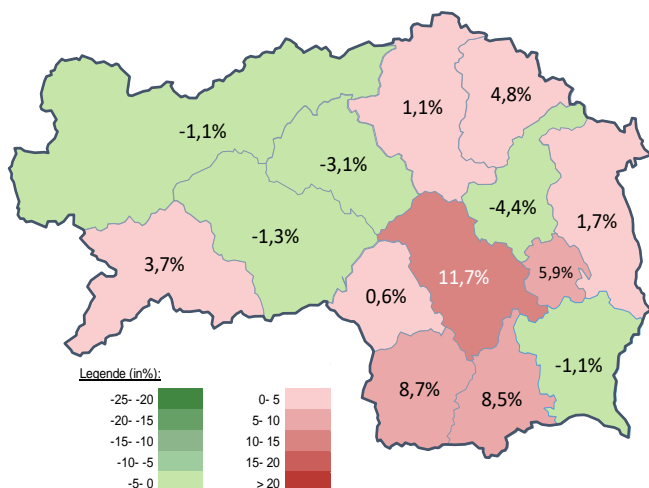 4,8%
1,1%
-1,1%
-3,1%
-4,4%
1,7%
-1,3%
3,7%
5,9%
11,7%
0,6%
-1,1%
8,7%
8,5%
Legende (in%):
-25- -20 0- 5
-20- -15 5- 10
-15- -10 10- 15
-10- -5 15- 20
-5- 0 > 20